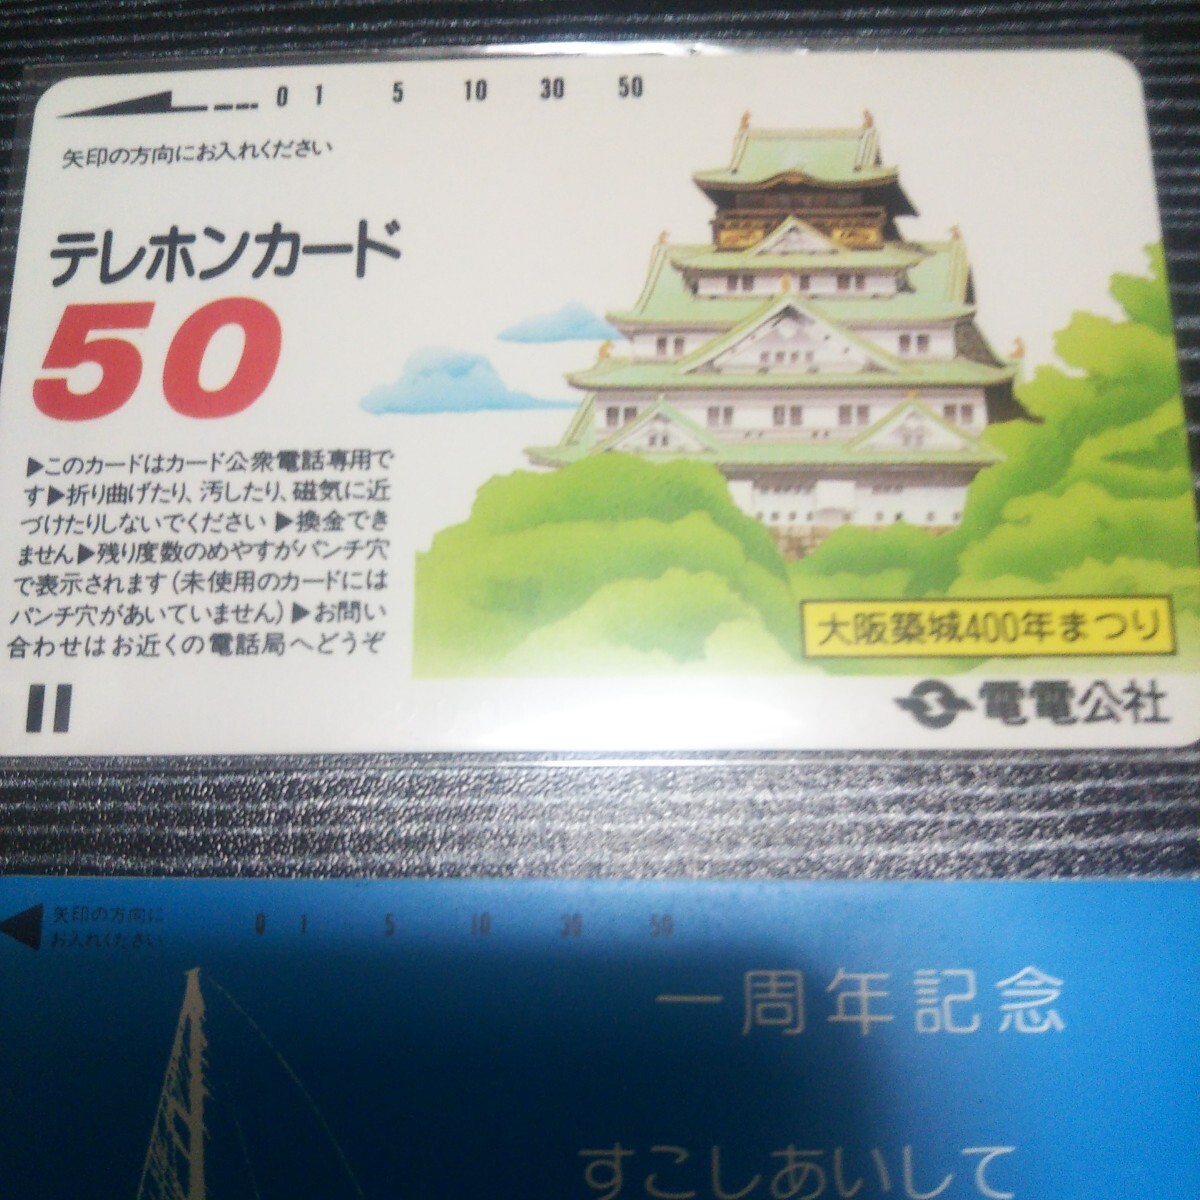 0 1 5 10 30 50
矢印の方向にお入れください
テレホンカード
50
▶このカードはカード公衆電話専用で
す▶折り曲げたり、汚したり、磁気に近
づけたりしないでください▶換金でき
ません▶残り度数のめやすがパンチ穴
で表示されます(未使用のカードには
パンチ穴があいていません)▶お問い
合わせはお近くの電話局へどうぞ
大阪築城400年まつり
電電公社
矢印の方向に
お入れください
0 1 5 10 30 50
一周年記念
すこしあいして